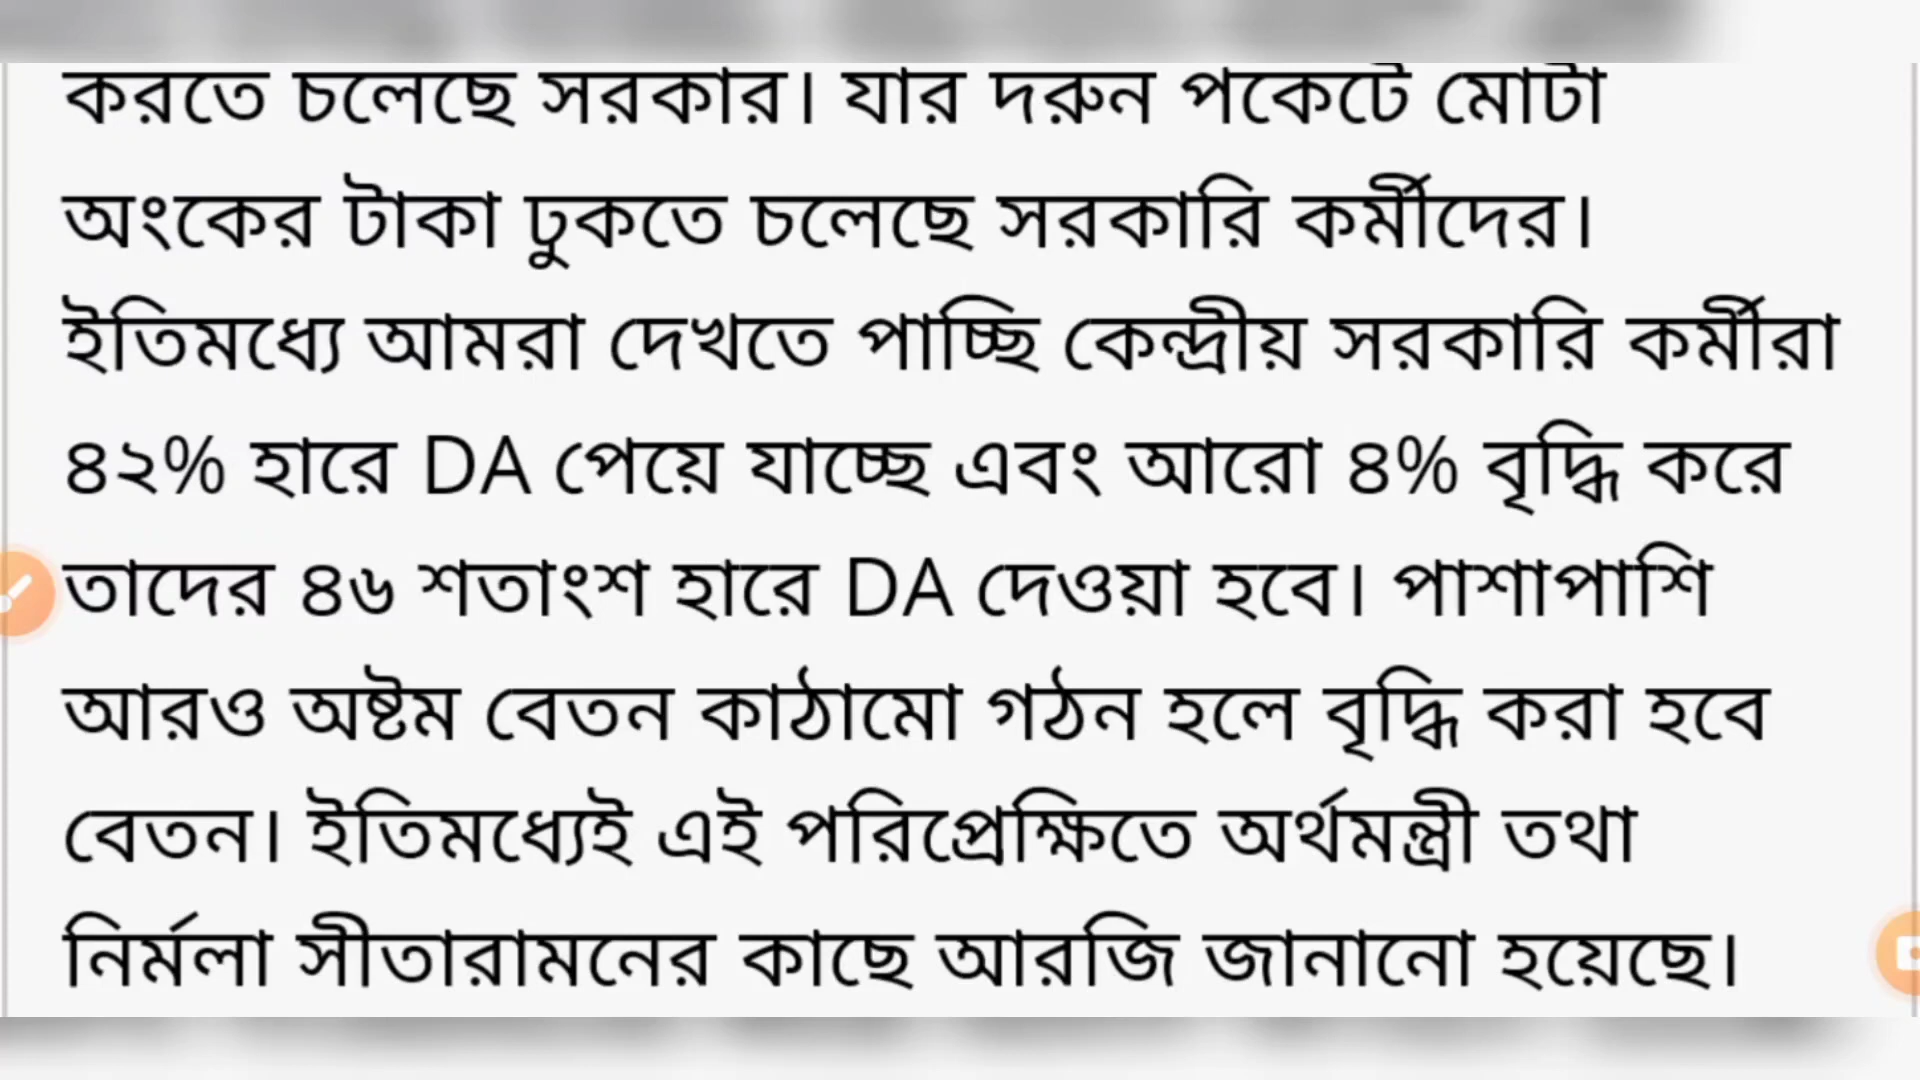 করতে চলেছে সরকার। যার দরুন পকেটে মোটা
অংকের টাকা ঢুকতে চলেছে সরকারি কর্মীদের।
ইতিমধ্যে আমরা দেখতে পাচ্ছি কেন্দ্রীয় সরকারি কর্মীরা
৪২% হারে DA পেয়ে যাচ্ছে এবং আরো ৪% বৃদ্ধি করে
তাদের ৪৬ শতাংশ হারে DA দেওয়া হবে। পাশাপাশি
আরও অষ্টম বেতন কাঠামো গঠন হলে বৃদ্ধি করা হবে
বেতন। ইতিমধ্যেই এই পরিপ্রেক্ষিতে অর্থমন্ত্রী তথা
নির্মলা সীতারামনের কাছে আরজি জানানো হয়েছে।